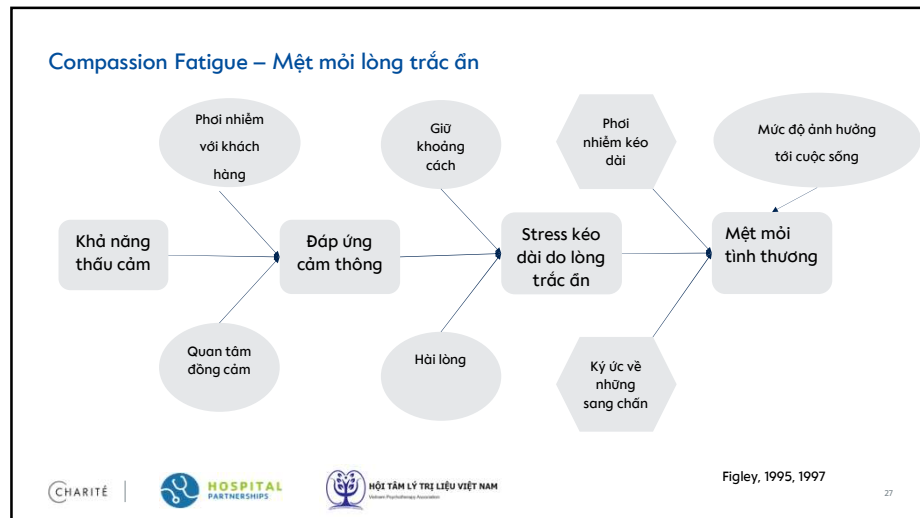 Compassion Fatigue – Mệt mỏi lòng trắc ẩn
Phơi nhiễm
với khách
hàng
Giữ
khoảng
cách
Phơi
nhiễm kéo
dài
Mức độ ảnh hưởng
tới cuộc sống
Khả năng
thấu cảm
Đáp ứng
cảm thông
Stress kéo
dài do lòng
trắc ẩn
Mệt mỏi
tình thương
Quan tâm
đồng cảm
Hài lòng
Ký ức về
những
sang chấn
CHARITÉ
HOSPITAL
PARTNERSHIPS
HỘI TÂM LÝ TRỊ LIỆU VIỆT NAM
Vietnam Psychotherapy Association
Figley, 1995, 1997
27